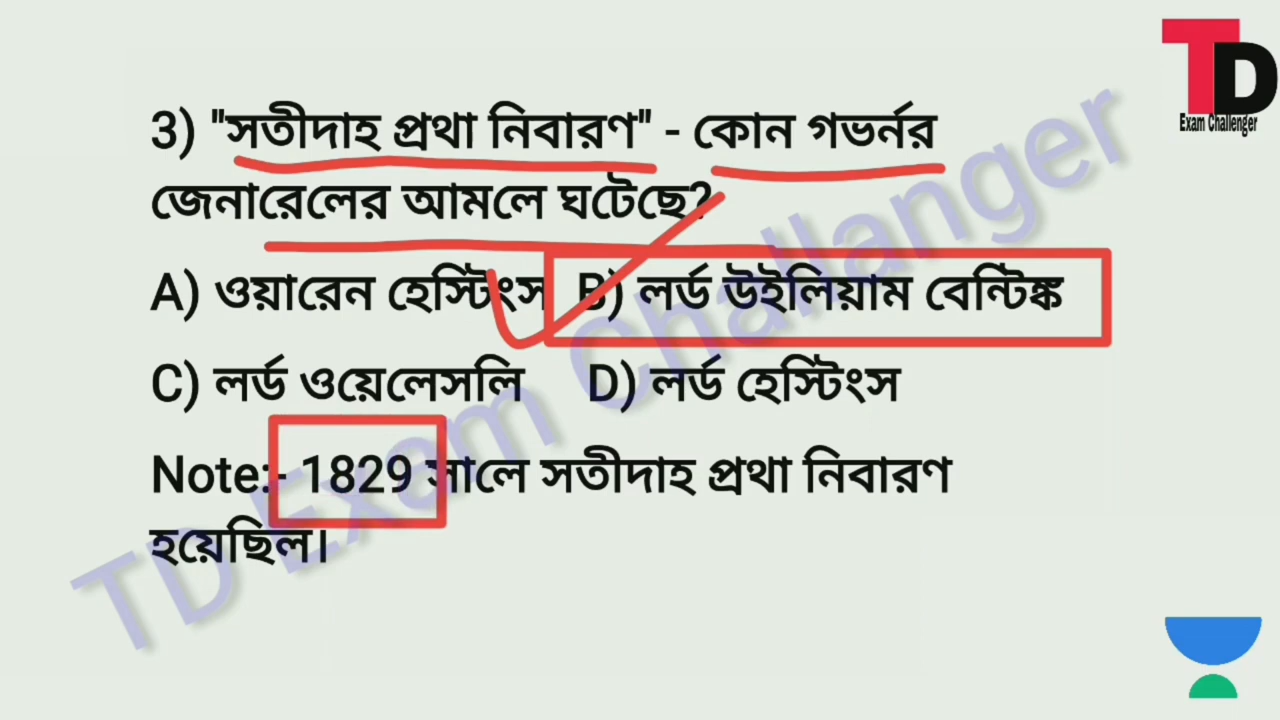 TD
Exam Challenger
3) "সতীদাহ প্রথা নিবারণ" - কোন গভর্নর
জেনারেলের আমলে ঘটেছে?
A) ওয়ারেন হেস্টিংস B) লর্ড উইলিয়াম বেন্টিঙ্ক
C) লর্ড ওয়েলেসলি D) লর্ড হেস্টিংস
Note:- 1829 সালে সতীদাহ প্রথা নিবারণ
হয়েছিল।
TD Exam Challanger